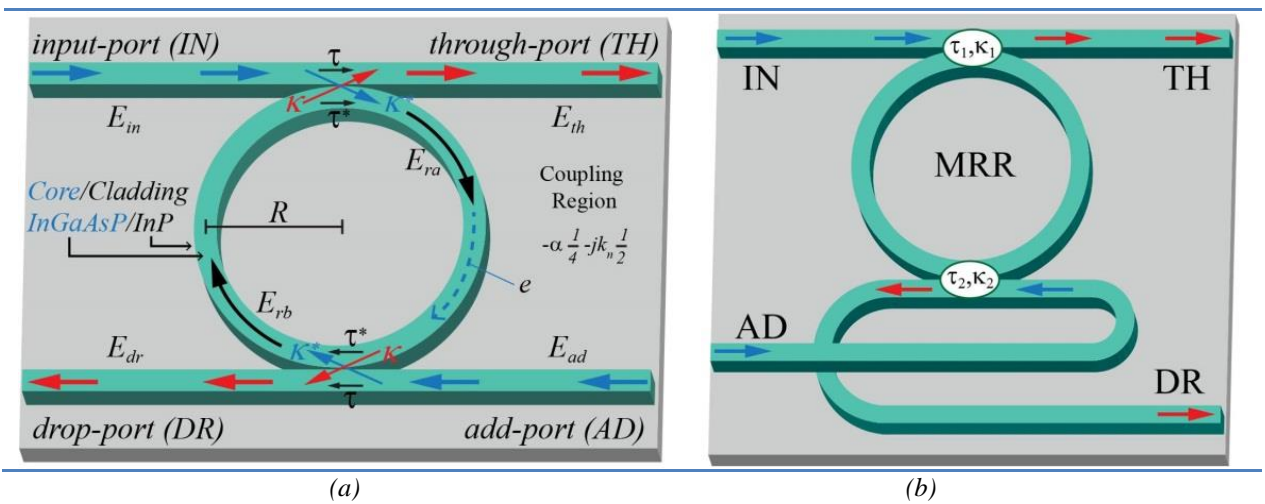 input-port (IN)
through-port (TH)
τ
κ
κ*
τ*
E_in
E_th
E_ra
Core/Cladding
InGaAsP/InP
R
Coupling
Region
-α 1/4 -jk_n 1/2
e
E_rb
τ*
κ*
κ
E_dr
E_ad
τ
drop-port (DR)
add-port (AD)
(a)
τ₁,κ₁
IN
TH
MRR
τ₂,κ₂
AD
DR
(b)